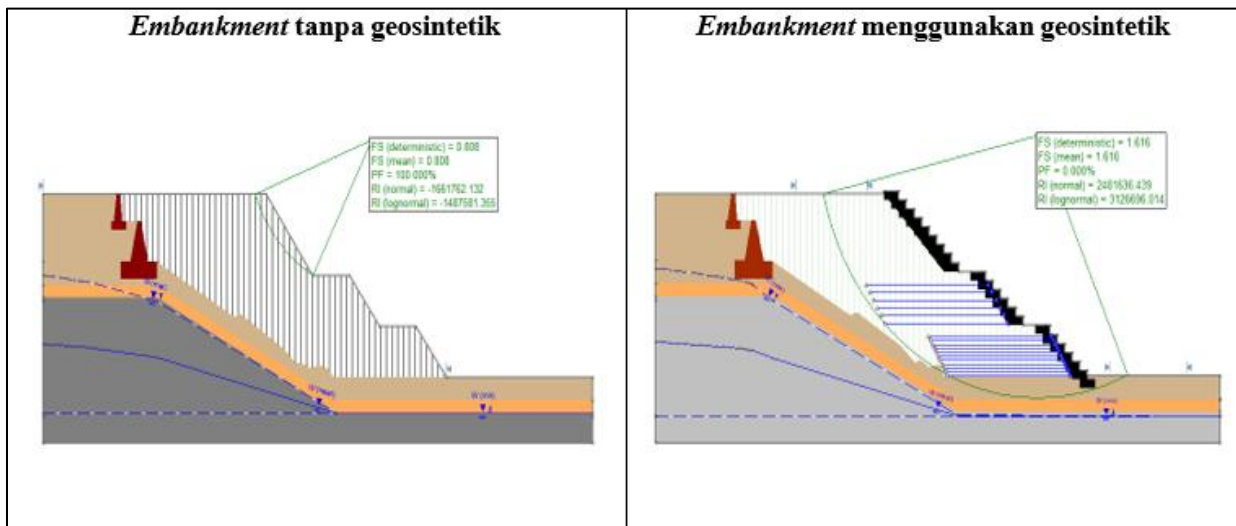 Embankment tanpa geosintetik
FS (deterministic) = 0.808
FS (mean) = 0.808
PF = 100.000%
RI (normal) = -1661762.132
RI (lognormal) = -1487581.355
Embankment menggunakan geosintetik
FS (deterministic) = 1.616
FS (mean) = 1.616
PF = 0.000%
RI (normal) = 2481636.439
RI (lognormal) = 3126696.014